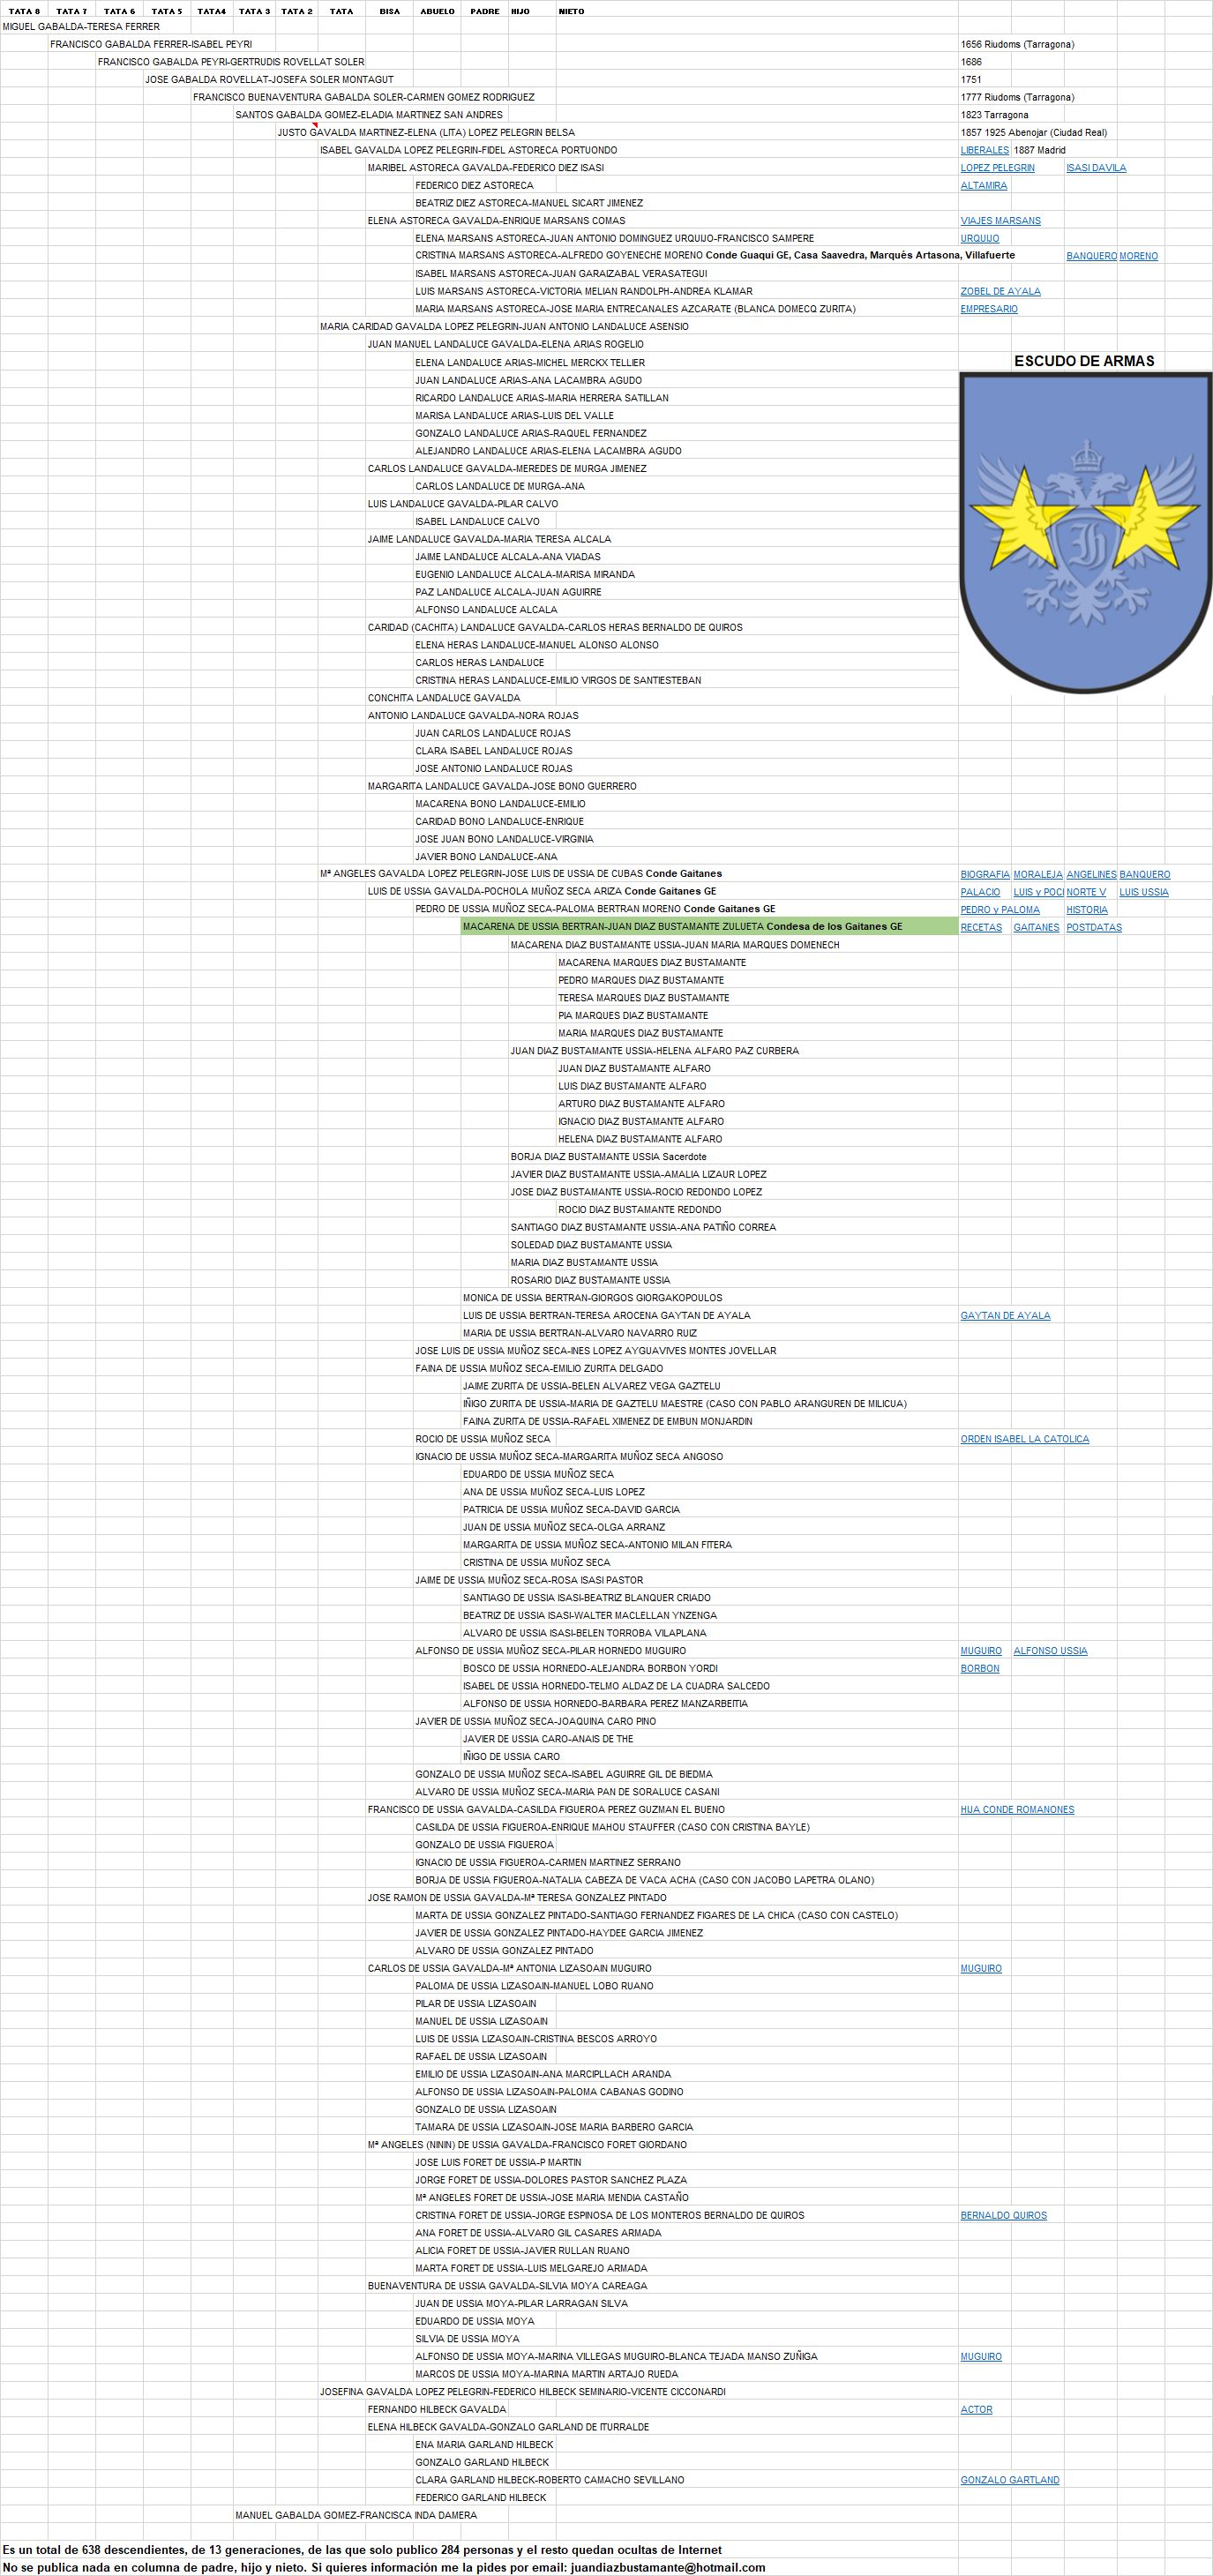 TATA 8 TATA 7 TATA 6 TATA 5 TATA4 TATA 3 TATA 2 TATA BISA ABUELO PADRE HIJO NIETO
MIGUEL GABALDA-TERESA FERRER
FRANCISCO GABALDA FERRER-ISABEL PEYRI 1656 Riudoms (Tarragona)
FRANCISCO GABALDA PEYRI-GERTRUDIS ROVELLAT SOLER 1686
JOSE GABALDA ROVELLAT-JOSEFA SOLER MONTAGUT 1751
FRANCISCO BUENAVENTURA GABALDA SOLER-CARMEN GOMEZ RODRIGUEZ 1777 Riudoms (Tarragona)
SANTOS GABALDA GOMEZ-ELADIA MARTINEZ SAN ANDRES 1823 Tarragona
JUSTO GAVALDA MARTINEZ-ELENA (LITA) LOPEZ PELEGRIN BELSA 1857 1925 Abenojar (Ciudad Real)
ISABEL GAVALDA LOPEZ PELEGRIN-FIDEL ASTORECA PORTUONDO LIBERALES 1887 Madrid
MARIBEL ASTORECA GAVALDA-FEDERICO DIEZ ISASI LOPEZ PELEGRIN ISASI DAVILA
FEDERICO DIEZ ASTORECA ALTAMIRA
BEATRIZ DIEZ ASTORECA-MANUEL SICART JIMENEZ
ELENA ASTORECA GAVALDA-ENRIQUE MARSANS COMAS VIAJES MARSANS
ELENA MARSANS ASTORECA-JUAN ANTONIO DOMINGUEZ URQUIJO-FRANCISCO SAMPERE URQUIJO
CRISTINA MARSANS ASTORECA-ALFREDO GOYENECHE MORENO Conde Guaqui GE, Casa Saavedra, Marquès Artasona, Villafuerte BANQUERO MORENO
ISABEL MARSANS ASTORECA-JUAN GARAIZABAL VERASATEGUI
LUIS MARSANS ASTORECA-VICTORIA MELIAN RANDOLPH-ANDREA KLAMAR ZOBEL DE AYALA
MARIA MARSANS ASTORECA-JOSE MARIA ENTRECANALES AZCARATE (BLANCA DOMECQ ZURITA) EMPRESARIO
MARIA CARIDAD GAVALDA LOPEZ PELEGRIN-JUAN ANTONIO LANDALUCE ASENSIO
JUAN MANUEL LANDALUCE GAVALDA-ELENA ARIAS ROGELIO
ELENA LANDALUCE ARIAS-MICHEL MERCKX TELLIER ESCUDO DE ARMAS
JUAN LANDALUCE ARIAS-ANA LACAMBRA AGUDO
RICARDO LANDALUCE ARIAS-MARIA HERRERA SATILLAN
MARISA LANDALUCE ARIAS-LUIS DEL VALLE
GONZALO LANDALUCE ARIAS-RAQUEL FERNANDEZ
ALEJANDRO LANDALUCE ARIAS-ELENA LACAMBRA AGUDO
CARLOS LANDALUCE GAVALDA-MEREDES DE MURGA JIMENEZ
CARLOS LANDALUCE DE MURGA-ANA
LUIS LANDALUCE GAVALDA-PILAR CALVO
ISABEL LANDALUCE CALVO
JAIME LANDALUCE GAVALDA-MARIA TERESA ALCALA
JAIME LANDALUCE ALCALA-ANA VIADAS
EUGENIO LANDALUCE ALCALA-MARISA MIRANDA
PAZ LANDALUCE ALCALA-JUAN AGUIRRE
ALFONSO LANDALUCE ALCALA
CARIDAD (CACHITA) LANDALUCE GAVALDA-CARLOS HERAS BERNALDO DE QUIROS
ELENA HERAS LANDALUCE-MANUEL ALONSO ALONSO
CARLOS HERAS LANDALUCE
CRISTINA HERAS LANDALUCE-EMILIO VIRGOS DE SANTIESTEBAN
CONCHITA LANDALUCE GAVALDA
ANTONIO LANDALUCE GAVALDA-NORA ROJAS
JUAN CARLOS LANDALUCE ROJAS
CLARA ISABEL LANDALUCE ROJAS
JOSE ANTONIO LANDALUCE ROJAS
MARGARITA LANDALUCE GAVALDA-JOSE BONO GUERRERO
MACARENA BONO LANDALUCE-EMILIO
CARIDAD BONO LANDALUCE-ENRIQUE
JOSE JUAN BONO LANDALUCE-VIRGINIA
JAVIER BONO LANDALUCE-ANA
Mª ANGELES GAVALDA LOPEZ PELEGRIN-JOSE LUIS DE USSIA DE CUBAS Conde Gaitanes BIOGRAFIA MORALEJA ANGELINES BANQUERO
LUIS DE USSIA GAVALDA-POCHOLA MUÑOZ SECA ARIZA Conde Gaitanes GE PALACIO LUIS y POCI NORTE V LUIS USSIA
PEDRO DE USSIA MUÑOZ SECA-PALOMA BERTRAN MORENO Conde Gaitanes GE PEDRO y PALOMA HISTORIA
MACARENA DE USSIA BERTRAN-JUAN DIAZ BUSTAMANTE ZULUETA Condesa de los Gaitanes GE RECETAS GAITANES POSTDATAS
MACARENA DIAZ BUSTAMANTE USSIA-JUAN MARIA MARQUES DOMENECH
MACARENA MARQUES DIAZ BUSTAMANTE
PEDRO MARQUES DIAZ BUSTAMANTE
TERESA MARQUES DIAZ BUSTAMANTE
PIA MARQUES DIAZ BUSTAMANTE
MARIA MARQUES DIAZ BUSTAMANTE
JUAN DIAZ BUSTAMANTE USSIA-HELENA ALFARO PAZ CURBERA
JUAN DIAZ BUSTAMANTE ALFARO
LUIS DIAZ BUSTAMANTE ALFARO
ARTURO DIAZ BUSTAMANTE ALFARO
IGNACIO DIAZ BUSTAMANTE ALFARO
HELENA DIAZ BUSTAMANTE ALFARO
BORJA DIAZ BUSTAMANTE USSIA Sacerdote
JAVIER DIAZ BUSTAMANTE USSIA-AMALIA LIZAUR LOPEZ
JOSE DIAZ BUSTAMANTE USSIA-ROCIO REDONDO LOPEZ
ROCIO DIAZ BUSTAMANTE REDONDO
SANTIAGO DIAZ BUSTAMANTE USSIA-ANA PATIÑO CORREA
SOLEDAD DIAZ BUSTAMANTE USSIA
MARIA DIAZ BUSTAMANTE USSIA
ROSARIO DIAZ BUSTAMANTE USSIA
MONICA DE USSIA BERTRAN-GIORGOS GIORGAKOPOULOS
LUIS DE USSIA BERTRAN-TERESA AROCENA GAYTAN DE AYALA GAYTAN DE AYALA
MARIA DE USSIA BERTRAN-ALVARO NAVARRO RUIZ
JOSE LUIS DE USSIA MUÑOZ SECA-INES LOPEZ AYGUAVIVES MONTES JOVELLAR
FAINA DE USSIA MUÑOZ SECA-EMILIO ZURITA DELGADO
JAIME ZURITA DE USSIA-BELEN ALVAREZ VEGA GAZTELU
IÑIGO ZURITA DE USSIA-MARIA DE GAZTELU MAESTRE (CASO CON PABLO ARANGUREN DE MILICUA)
FAINA ZURITA DE USSIA-RAFAEL XIMENEZ DE EMBUN MONJARDIN
ROCIO DE USSIA MUÑOZ SECA ORDEN ISABEL LA CATOLICA
IGNACIO DE USSIA MUÑOZ SECA-MARGARITA MUÑOZ SECA ANGOSO
EDUARDO DE USSIA MUÑOZ SECA
ANA DE USSIA MUÑOZ SECA-LUIS LOPEZ
PATRICIA DE USSIA MUÑOZ SECA-DAVID GARCIA
JUAN DE USSIA MUÑOZ SECA-OLGA ARRANZ
MARGARITA DE USSIA MUÑOZ SECA-ANTONIO MILAN FITERA
CRISTINA DE USSIA MUÑOZ SECA
JAIME DE USSIA MUÑOZ SECA-ROSA ISASI PASTOR
SANTIAGO DE USSIA ISASI-BEATRIZ BLANQUER CRIADO
BEATRIZ DE USSIA ISASI-WALTER MACLELLAN YNZENGA
ALVARO DE USSIA ISASI-BELEN TORROBA VILAPLANA
ALFONSO DE USSIA MUÑOZ SECA-PILAR HORNEDO MUGUIRO MUGUIRO ALFONSO USSIA
BOSCO DE USSIA HORNEDO-ALEJANDRA BORBON YORDI BORBON
ISABEL DE USSIA HORNEDO-TELMO ALDAZ DE LA CUADRA SALCEDO
ALFONSO DE USSIA HORNEDO-BARBARA PEREZ MANZARBEITIA
JAVIER DE USSIA MUÑOZ SECA-JOAQUINA CARO PINO
JAVIER DE USSIA CARO-ANAIS DE THE
IÑIGO DE USSIA CARO
GONZALO DE USSIA MUÑOZ SECA-ISABEL AGUIRRE GIL DE BIEDMA
ALVARO DE USSIA MUÑOZ SECA-MARIA PAN DE SORALUCE CASANI
FRANCISCO DE USSIA GAVALDA-CASILDA FIGUEROA PEREZ GUZMAN EL BUENO HIJA CONDE ROMANONES
CASILDA DE USSIA FIGUEROA-ENRIQUE MAHOU STAUFFER (CASO CON CRISTINA BAYLE)
GONZALO DE USSIA FIGUEROA
IGNACIO DE USSIA FIGUEROA-CARMEN MARTINEZ SERRANO
BORJA DE USSIA FIGUEROA-NATALIA CABEZA DE VACA ACHA (CASO CON JACOBO LAPETRA OLANO)
JOSE RAMON DE USSIA GAVALDA-Mª TERESA GONZALEZ PINTADO
MARTA DE USSIA GONZALEZ PINTADO-SANTIAGO FERNANDEZ FIGARES DE LA CHICA (CASO CON CASTELO)
JAVIER DE USSIA GONZALEZ PINTADO-HAYDEE GARCIA JIMENEZ
ALVARO DE USSIA GONZALEZ PINTADO
CARLOS DE USSIA GAVALDA-Mª ANTONIA LIZASOAIN MUGUIRO MUGUIRO
PALOMA DE USSIA LIZASOAIN-MANUEL LOBO RUANO
PILAR DE USSIA LIZASOAIN
MANUEL DE USSIA LIZASOAIN
LUIS DE USSIA LIZASOAIN-CRISTINA BESCOS ARROYO
RAFAEL DE USSIA LIZASOAIN
EMILIO DE USSIA LIZASOAIN-ANA MARCIPLLACH ARANDA
ALFONSO DE USSIA LIZASOAIN-PALOMA CABANAS GODINO
GONZALO DE USSIA LIZASOAIN
TAMARA DE USSIA LIZASOAIN-JOSE MARIA BARBERO GARCIA
Mª ANGELES (NININ) DE USSIA GAVALDA-FRANCISCO FORET GIORDANO
JOSE LUIS FORET DE USSIA-P MARTIN
JORGE FORET DE USSIA-DOLORES PASTOR SANCHEZ PLAZA
Mª ANGELES FORET DE USSIA-JOSE MARIA MENDIA CASTAÑO
CRISTINA FORET DE USSIA-JORGE ESPINOSA DE LOS MONTEROS BERNALDO DE QUIROS BERNALDO QUIROS
ANA FORET DE USSIA-ALVARO GIL CASARES ARMADA
ALICIA FORET DE USSIA-JAVIER RULLAN RUANO
MARTA FORET DE USSIA-LUIS MELGAREJO ARMADA
BUENAVENTURA DE USSIA GAVALDA-SILVIA MOYA CAREAGA
JUAN DE USSIA MOYA-PILAR LARRAGAN SILVA
EDUARDO DE USSIA MOYA
SILVIA DE USSIA MOYA
ALFONSO DE USSIA MOYA-MARINA VILLEGAS MUGUIRO-BLANCA TEJADA MANSO ZUÑIGA MUGUIRO
MARCOS DE USSIA MOYA-MARINA MARTIN ARTAJO RUEDA
JOSEFINA GAVALDA LOPEZ PELEGRIN-FEDERICO HILBECK SEMINARIO-VICENTE CICCONARDI
FERNANDO HILBECK GAVALDA ACTOR
ELENA HILBECK GAVALDA-GONZALO GARLAND DE ITURRALDE
ENA MARIA GARLAND HILBECK
GONZALO GARLAND HILBECK
CLARA GARLAND HILBECK-ROBERTO CAMACHO SEVILLANO GONZALO GARTLAND
FEDERICO GARLAND HILBECK
MANUEL GABALDA GOMEZ-FRANCISCA INDA DAMERA
Es un total de 638 descendientes, de 13 generaciones, de las que solo publico 284 personas y el resto quedan ocultas de Internet
No se publica nada en columna de padre, hijo y nieto. Si quieres información me la pides por email: juandiazbustamante@hotmail.com